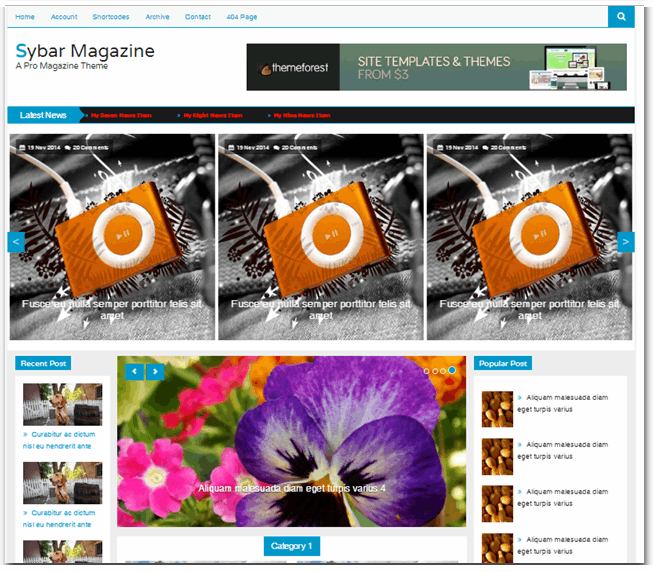 Home Account Shortcodes Archive Contact 404 Page
Sybar Magazine
A Pro Magazine Theme
themeforest
SITE TEMPLATES & THEMES
FROM $3
Latest News
» My Seven News Item » My Eight News Item » My Nine News Item
19 Nov 2014 20 Comments
Fusce eu nulla semper porttitor felis sit
amet
19 Nov 2014 20 Comments
Fusce eu nulla semper porttitor felis sit
amet
19 Nov 2014 20 Comments
Fusce eu nulla semper porttitor felis sit
amet
< >
Recent Post
» Curabitur ac dictum
nisl eu hendrerit ante
» Curabitur ac dictum
nisl eu hendrerit ante
Aliquam malesuada diam eget turpis varius 4
Category 1
Popular Post
» Aliquam malesuada diam
eget turpis varius
» Aliquam malesuada diam
eget turpis varius
» Aliquam malesuada diam
eget turpis varius
» Aliquam malesuada diam
eget turpis varius